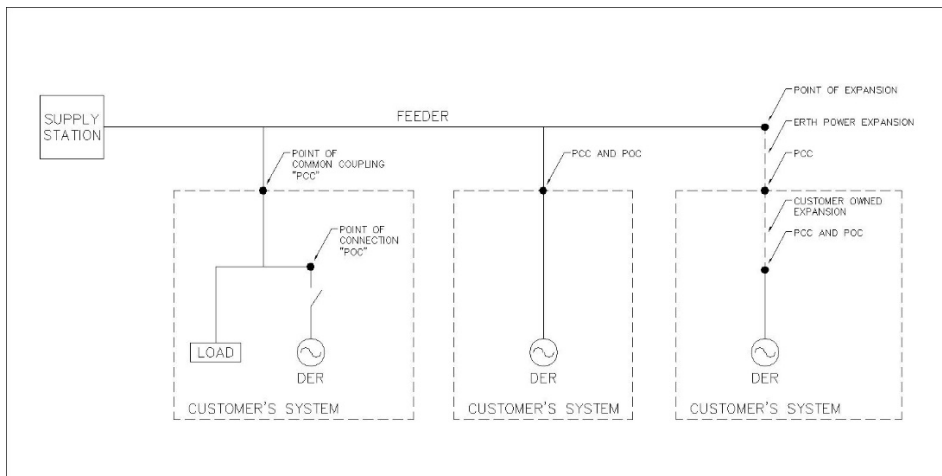 SUPPLY
STATION
FEEDER
POINT OF EXPANSION
ERTH POWER EXPANSION
POINT OF
COMMON COUPLING
"PCC"
PCC AND POC
PCC
CUSTOMER OWNED
EXPANSION
POINT OF
CONNECTION
"POC"
PCC AND POC
LOAD
DER
DER
DER
CUSTOMER'S SYSTEM
CUSTOMER'S SYSTEM
CUSTOMER'S SYSTEM